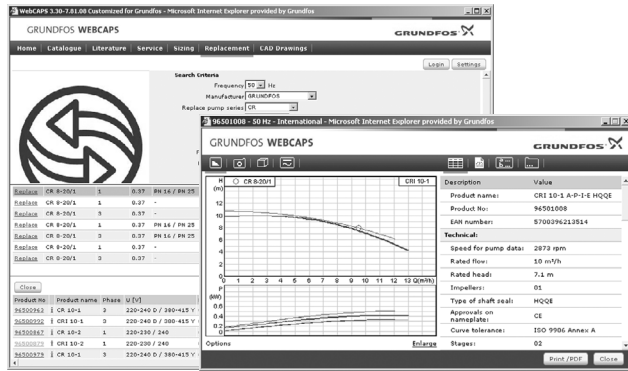 WebCAPS 3.30-7.01.08 Customized for Grundfos - Microsoft Internet Explorer provided by Grundfos
GRUNDFOS WEBCAPS
GRUNDFOS
Home Catalogue Literature Service Sizing Replacement CAD Drawings
Login Settings
Search Criteria
Frequency 50 Hz
Manufacturer GRUNDFOS
Replace pump series CR
Replace CR 8-20/1 1 0.37 PN 16 / PN 25
Replace CR 8-20/1 1 0.37 -
Replace CR 8-20/1 3 0.37 -
Replace CR 8-20/1 1 0.37 PN 16 / PN 25
Replace CR 8-20/1 3 0.37 PN 16 / PN 25
Replace CR 8-20/1 1 0.37 -
Replace CR 8-20/1 3 0.37 -
Close
Product No Product name Phase U [V]
96500963 CR 10-1 3 220-240 D / 380-415 Y
96500992 CR 10-1 3 220-240 D / 380-415 Y
96500867 CR 10-2 1 220-230 / 240
CRI 10-2 1 220-230 / 240
96500979 CR 10-1 3 220-240 D / 380-415 Y
96501008 - 50 Hz - International - Microsoft Internet Explorer provided by Grundfos
GRUNDFOS WEBCAPS
GRUNDFOS
H
(m)
CR 8-20/1
CRI 10-1
12
10
8
6
4
2
0
0 1 2 3 4 5 6 7 8 9 10 11 12 13 Q(m³/h)
P
(kW)
0.6
0.4
0.2
0.0
Options
Enlarge
Description Value
Product name: CRI 10-1 A-P-I-E HQQE
Product No: 96501008
EAN number: 5700396213514
Technical:
Speed for pump data: 2873 rpm
Rated flow: 10 m³/h
Rated head: 7.1 m
Impellers: 01
Type of shaft seal: HQQE
Approvals on
nameplate: CE
Curve tolerance: ISO 9906 Annex A
Stages: 02
Print /PDF Close